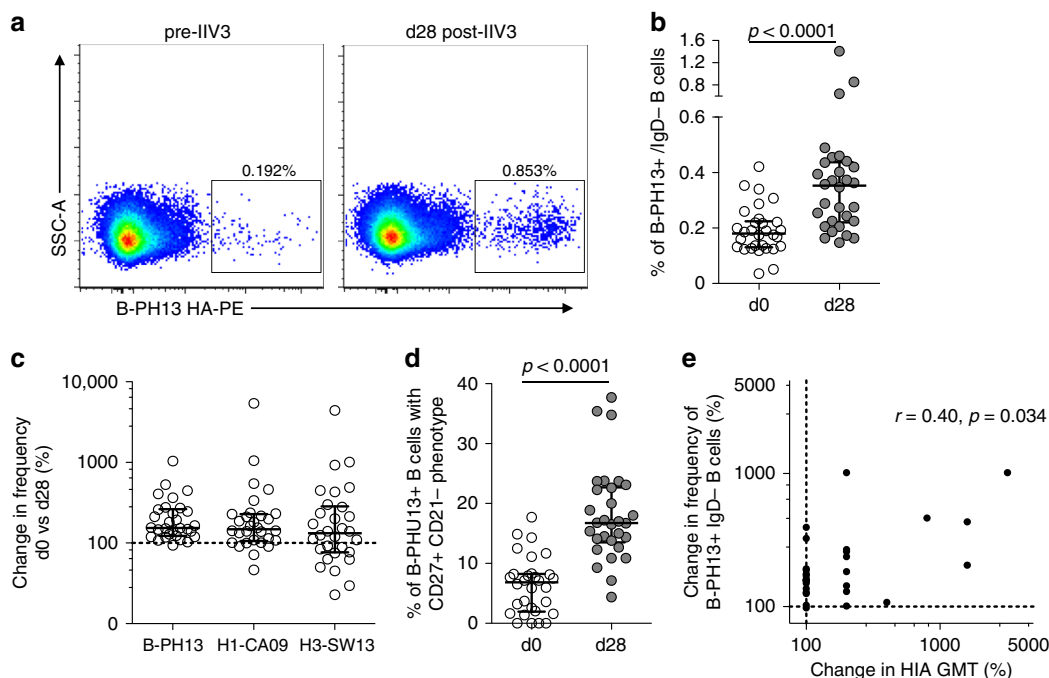 a
pre-IIV3
d28 post-IIV3
0.192%
0.853%
SSC-A
B-PH13 HA-PE
b
p < 0.0001
% of B-PH13+ /IgD– B cells
1.6
1.2
0.8
0.6
0.4
0.2
0
d0
d28
c
Change in frequency
d0 vs d28 (%)
10,000
1000
100
0
B-PH13
H1-CA09
H3-SW13
d
p < 0.0001
% of B-PHU13+ B cells with
CD27+ CD21– phenotype
40
30
20
10
0
d0
d28
e
Change in frequency of
B-PH13+ IgD– B cells (%)
5000
1000
100
r = 0.40, p = 0.034
100
1000
5000
Change in HIA GMT (%)